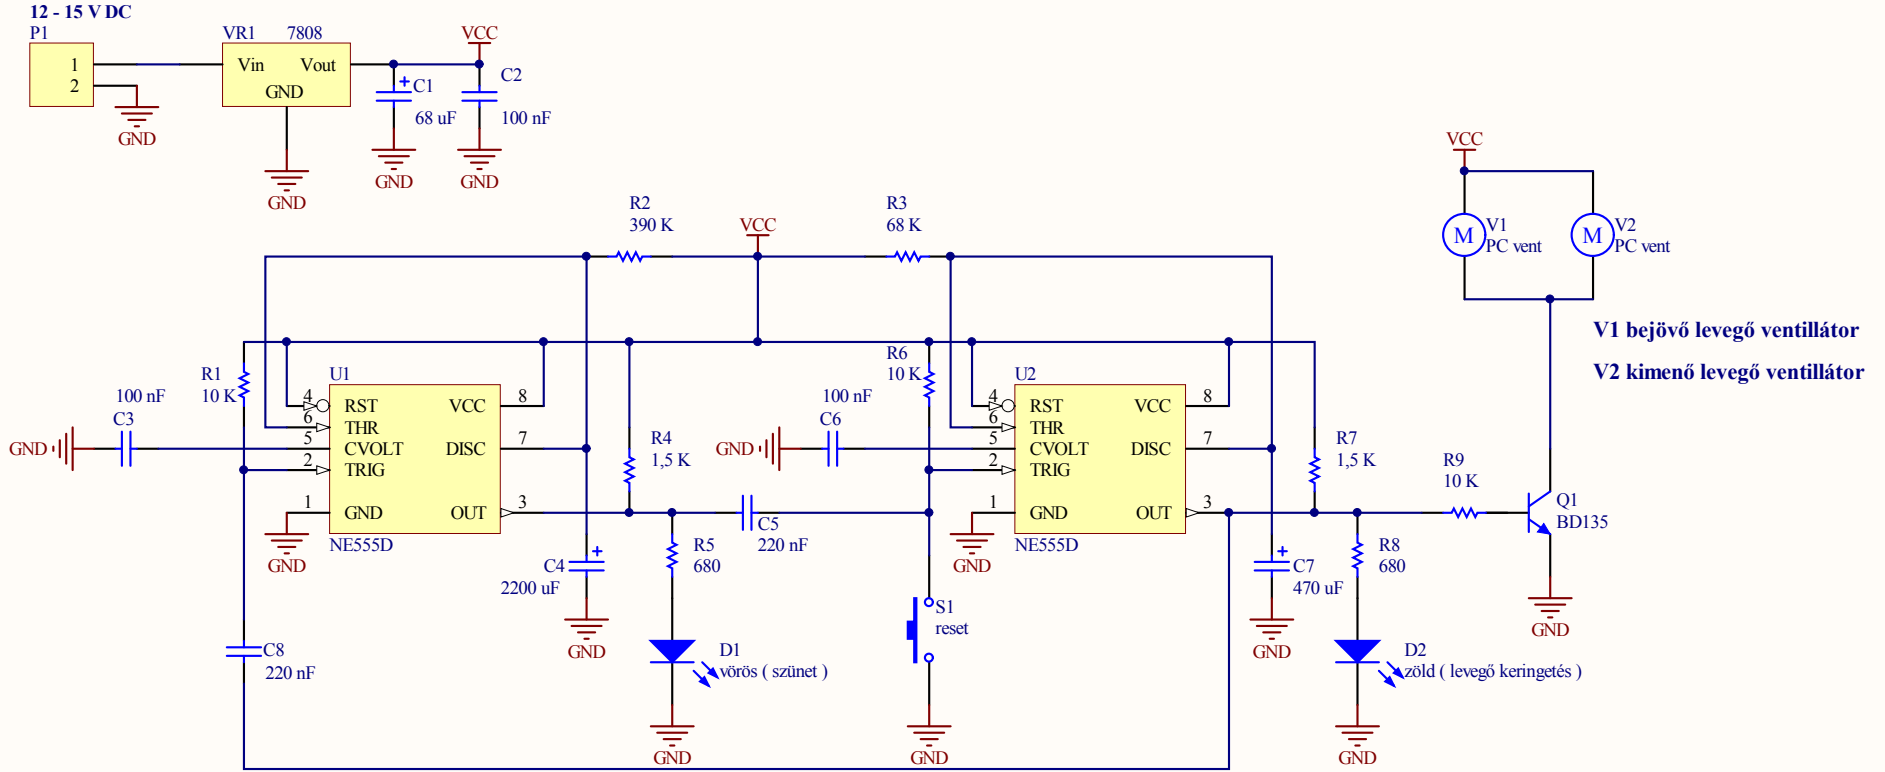 12 - 15 V DC
P1
1
2
GND
VR1 7808
Vin Vout
GND
GND
VCC
C1
68 uF
GND
C2
100 nF
GND
R2
390 K
VCC
R3
68 K
R1
10 K
100 nF
C3
GND
U1
4 RST
6 THR
5 CVOLT
2 TRIG
1 GND
VCC 8
DISC 7
OUT 3
NE555D
GND
C4
2200 uF
GND
R4
1,5 K
R5
680
C5
220 nF
D1
vörös ( szünet )
GND
C8
220 nF
R6
10 K
100 nF
C6
GND
S1
reset
GND
U2
4 RST
6 THR
5 CVOLT
2 TRIG
1 GND
VCC 8
DISC 7
OUT 3
NE555D
GND
C7
470 uF
GND
R7
1,5 K
R8
680
D2
zöld ( levegő keringetés )
GND
R9
10 K
Q1
BD135
GND
VCC
M
V1
PC vent
M
V2
PC vent
V1 bejövő levegő ventillátor
V2 kimenő levegő ventillátor